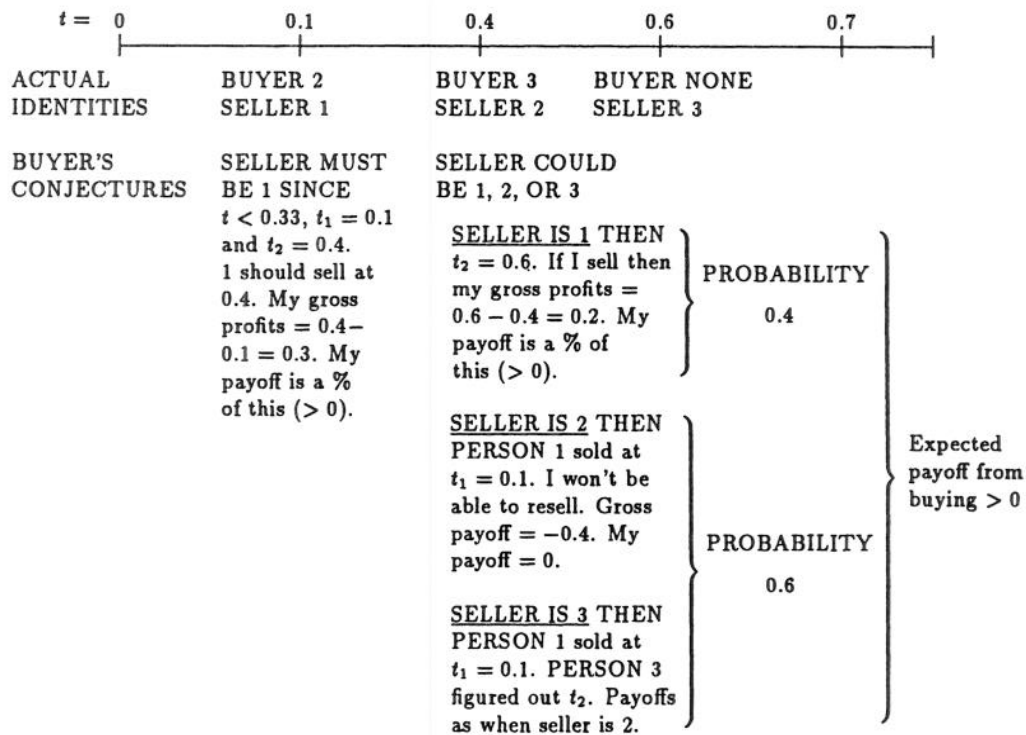 t = 0 0.1 0.4 0.6 0.7
ACTUAL BUYER 2 BUYER 3 BUYER NONE
IDENTITIES SELLER 1 SELLER 2 SELLER 3
BUYER'S SELLER MUST SELLER COULD
CONJECTURES BE 1 SINCE BE 1, 2, OR 3
t < 0.33, t₁ = 0.1
and t₂ = 0.4.
1 should sell at
0.4. My gross
profits = 0.4−
0.1 = 0.3. My
payoff is a %
of this (> 0).
SELLER IS 1 THEN
t₂ = 0.6. If I sell then
my gross profits =
0.6 − 0.4 = 0.2. My
payoff is a % of
this (> 0).
PROBABILITY
0.4
SELLER IS 2 THEN
PERSON 1 sold at
t₁ = 0.1. I won't be
able to resell. Gross
payoff = −0.4. My
payoff = 0.
SELLER IS 3 THEN
PERSON 1 sold at
t₁ = 0.1. PERSON 3
figured out t₂. Payoffs
as when seller is 2.
PROBABILITY
0.6
Expected
payoff from
buying > 0